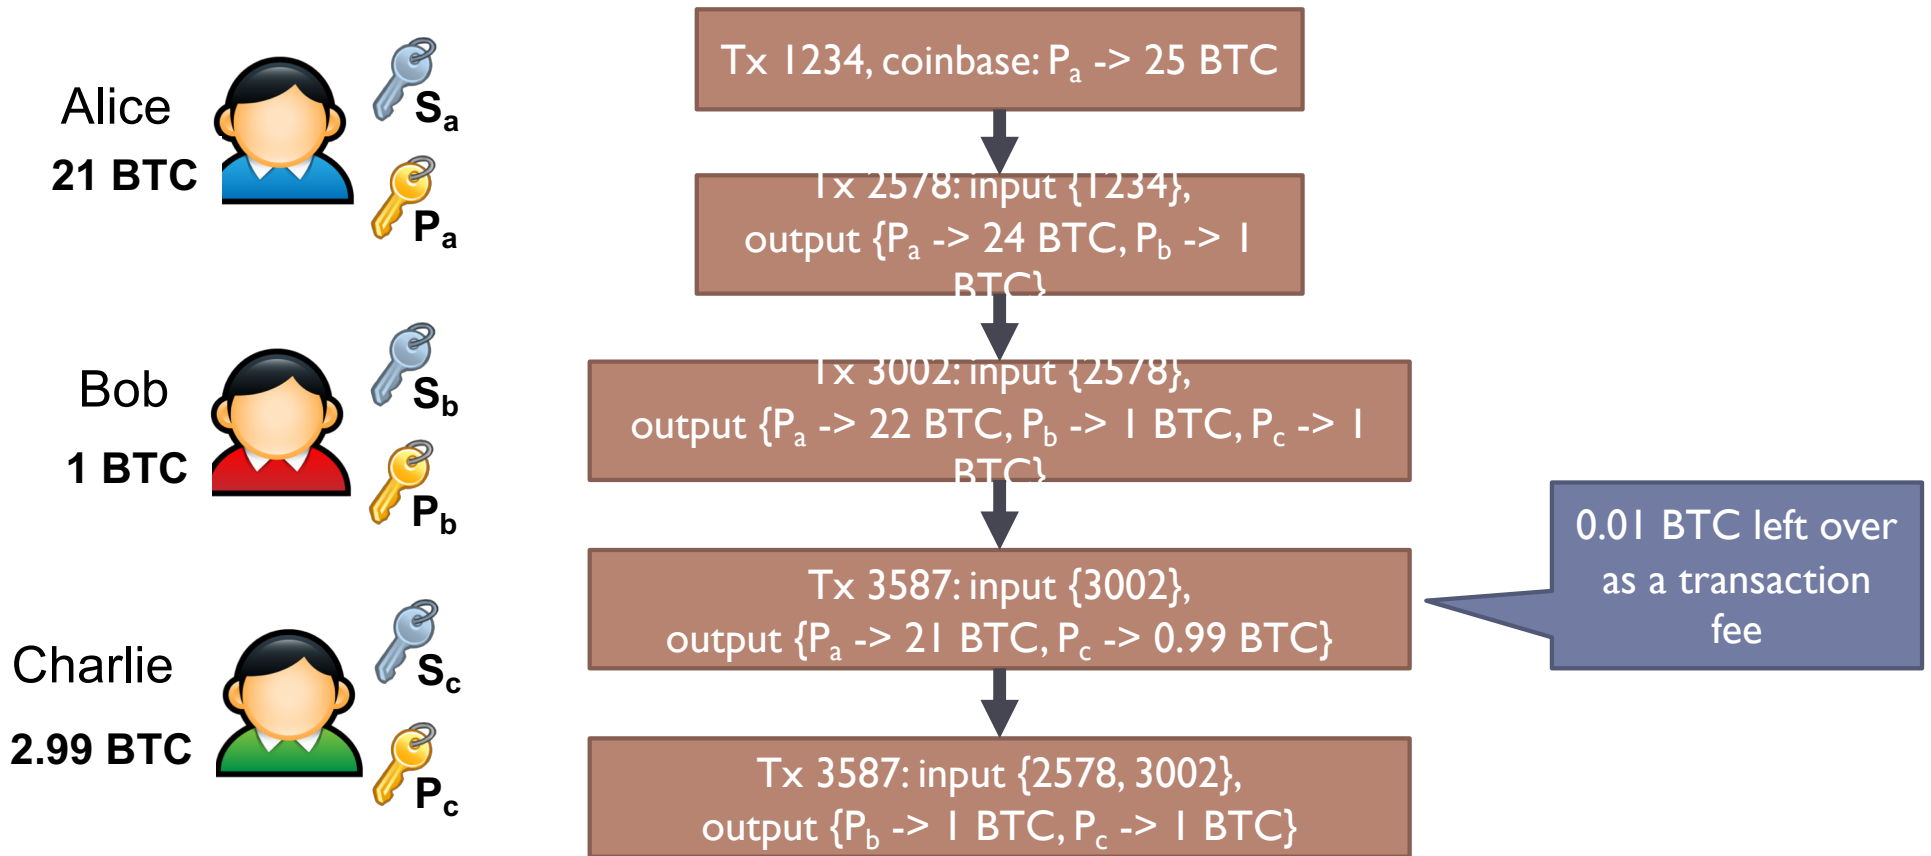 Alice
21 BTC
Sa
Pa
Bob
1 BTC
Sb
Pb
Charlie
2.99 BTC
Sc
Pc
Tx 1234, coinbase: Pa -> 25 BTC
Tx 2578: input {1234},
output {Pa -> 24 BTC, Pb -> 1
BTC}
Tx 3002: input {2578},
output {Pa -> 22 BTC, Pb -> 1 BTC, Pc -> 1
BTC}
Tx 3587: input {3002},
output {Pa -> 21 BTC, Pc -> 0.99 BTC}
0.01 BTC left over
as a transaction
fee
Tx 3587: input {2578, 3002},
output {Pb -> 1 BTC, Pc -> 1 BTC}